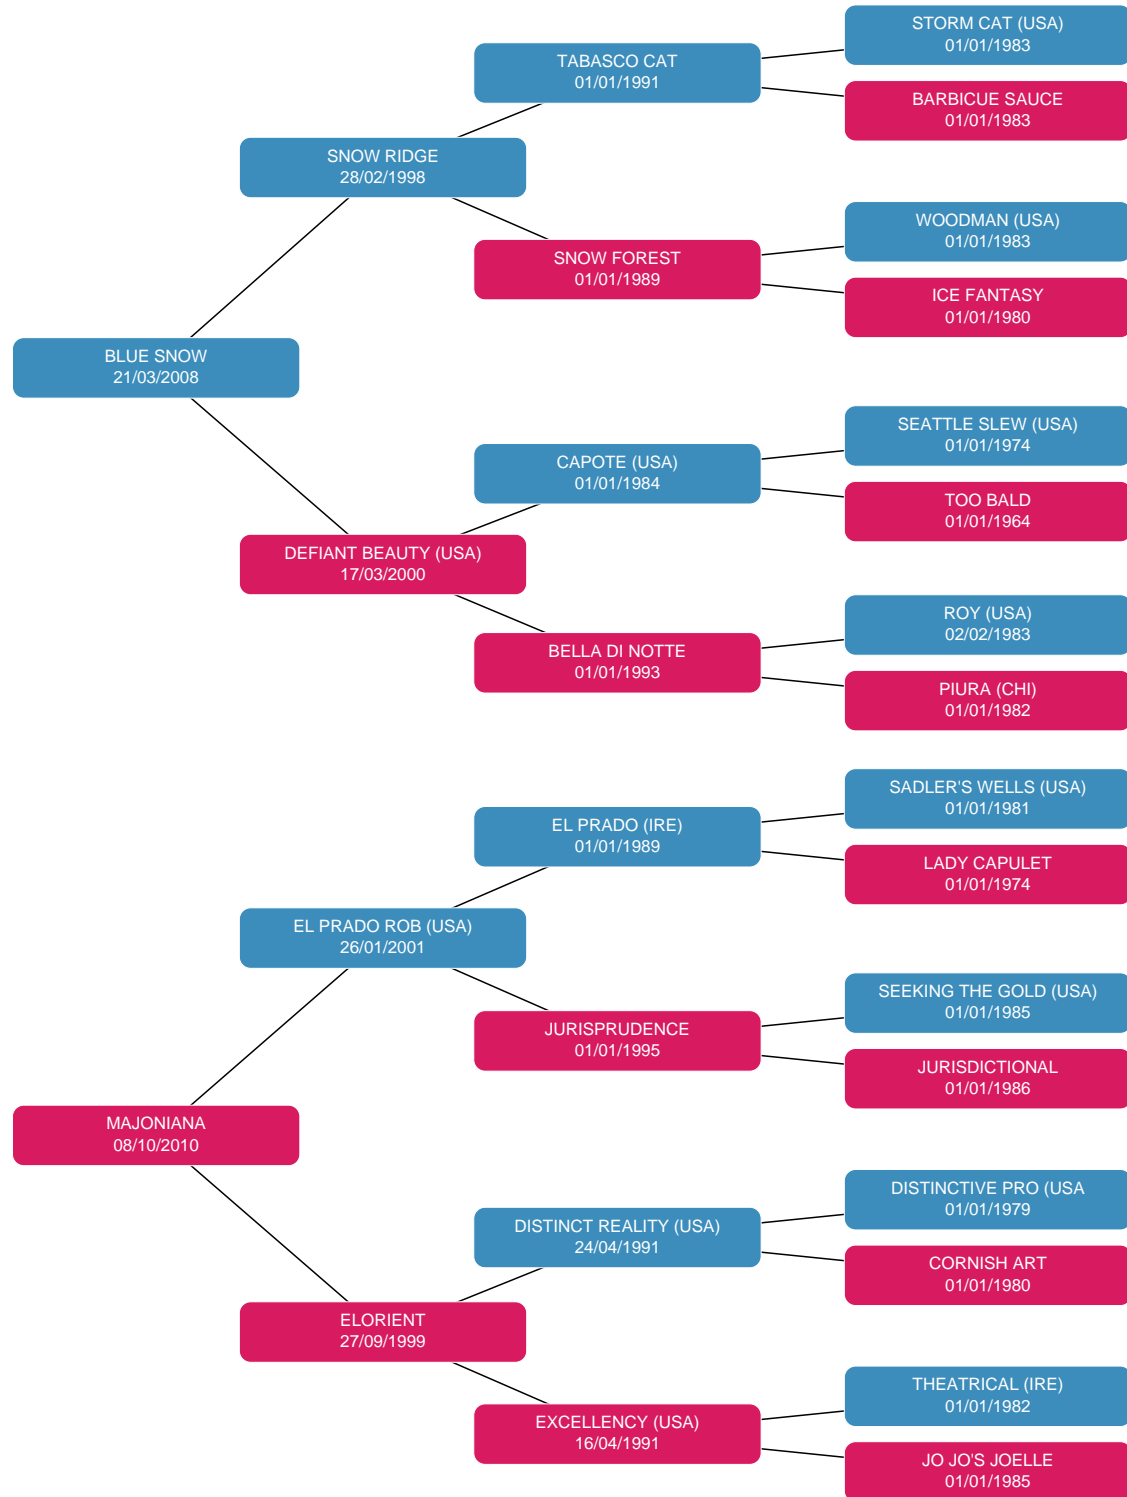 STORM CAT (USA)
01/01/1983
TABASCO CAT
01/01/1991
BARBICUE SAUCE
01/01/1983
SNOW RIDGE
28/02/1998
WOODMAN (USA)
01/01/1983
SNOW FOREST
01/01/1989
ICE FANTASY
01/01/1980
BLUE SNOW
21/03/2008
SEATTLE SLEW (USA)
01/01/1974
CAPOTE (USA)
01/01/1984
TOO BALD
01/01/1964
DEFIANT BEAUTY (USA)
17/03/2000
ROY (USA)
02/02/1983
BELLA DI NOTTE
01/01/1993
PIURA (CHI)
01/01/1982
SADLER'S WELLS (USA)
01/01/1981
EL PRADO (IRE)
01/01/1989
LADY CAPULET
01/01/1974
EL PRADO ROB (USA)
26/01/2001
SEEKING THE GOLD (USA)
01/01/1985
JURISPRUDENCE
01/01/1995
JURISDICTIONAL
01/01/1986
MAJONIANA
08/10/2010
DISTINCTIVE PRO (USA
01/01/1979
DISTINCT REALITY (USA)
24/04/1991
CORNISH ART
01/01/1980
ELORIENT
27/09/1999
THEATRICAL (IRE)
01/01/1982
EXCELLENCY (USA)
16/04/1991
JO JO'S JOELLE
01/01/1985